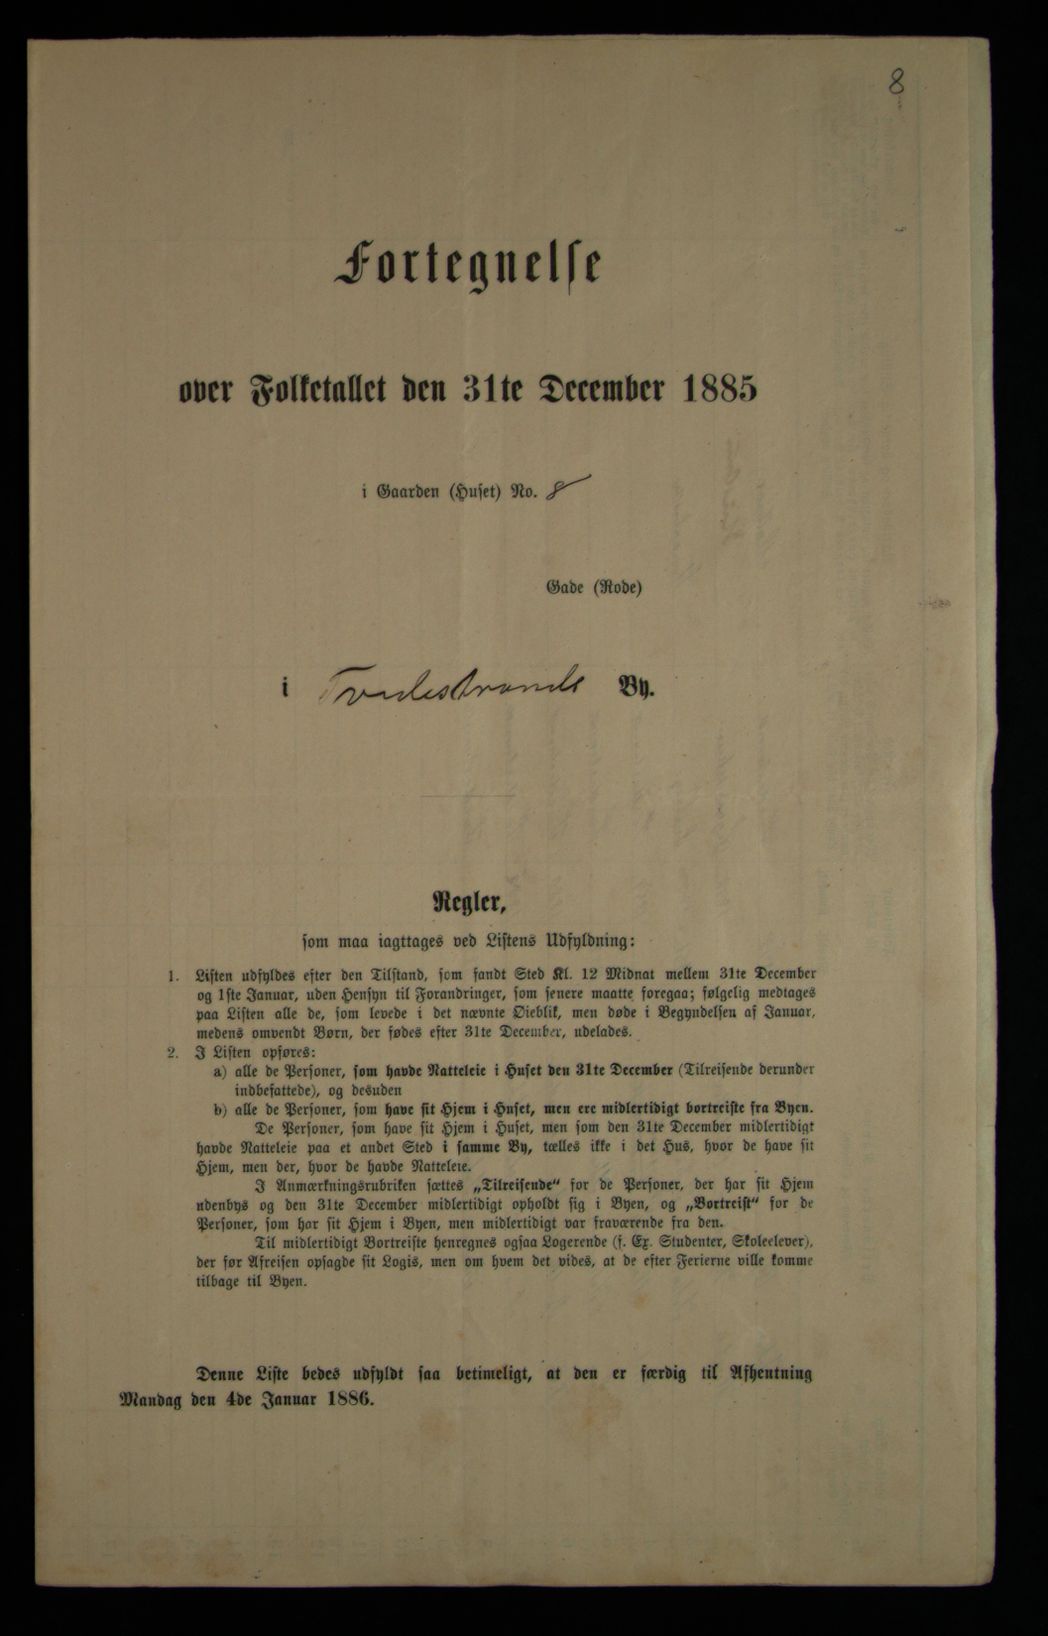 8
Fortegnelse
over Folketallet den 31te December 1885
i Gaarden (Huset) No. 8
Gade (Rode)
i Tvedestrands By.
Regler,
som maa iagttages ved Listens Udfyldning:
1. Listen udfyldes efter den Tilstand, som fandt Sted Kl. 12 Midnat mellem 31te December
og 1ste Januar, uden Hensyn til Forandringer, som senere maatte foregaa; følgelig medtages
paa Listen alle de, som levede i det nævnte Øieblik, men døde i Begyndelsen af Januar,
medens omvendt Børn, der fødes efter 31te December, udelades.
2. I Listen opføres:
a) alle de Personer, som havde Natteleie i Huset den 31te December (Tilreisende derunder
indbefattede), og desuden
b) alle de Personer, som have sit Hjem i Huset, men ere midlertidigt bortreiste fra Byen.
De Personer, som have sit Hjem i Huset, men som den 31te December midlertidigt
havde Natteleie paa et andet Sted i samme By, tælles ikke i det Hus, hvor de have sit
Hjem, men der, hvor de havde Natteleie.
I Anmærkningsrubriken sættes „Tilreisende“ for de Personer, der har sit Hjem
udenbys og den 31te December midlertidigt opholdt sig i Byen, og „Bortreist“ for de
Personer, som har sit Hjem i Byen, men midlertidigt var fraværende fra den.
Til midlertidigt Bortreiste henregnes ogsaa Logerende (f. Ex. Studenter, Skoleelever),
der før Afreisen opsagde sit Logis, men om hvem det vides, at de efter Ferierne ville komme
tilbage til Byen.
Denne Liste bedes udfyldt saa betimeligt, at den er færdig til Afhentning
Mandag den 4de Januar 1886.